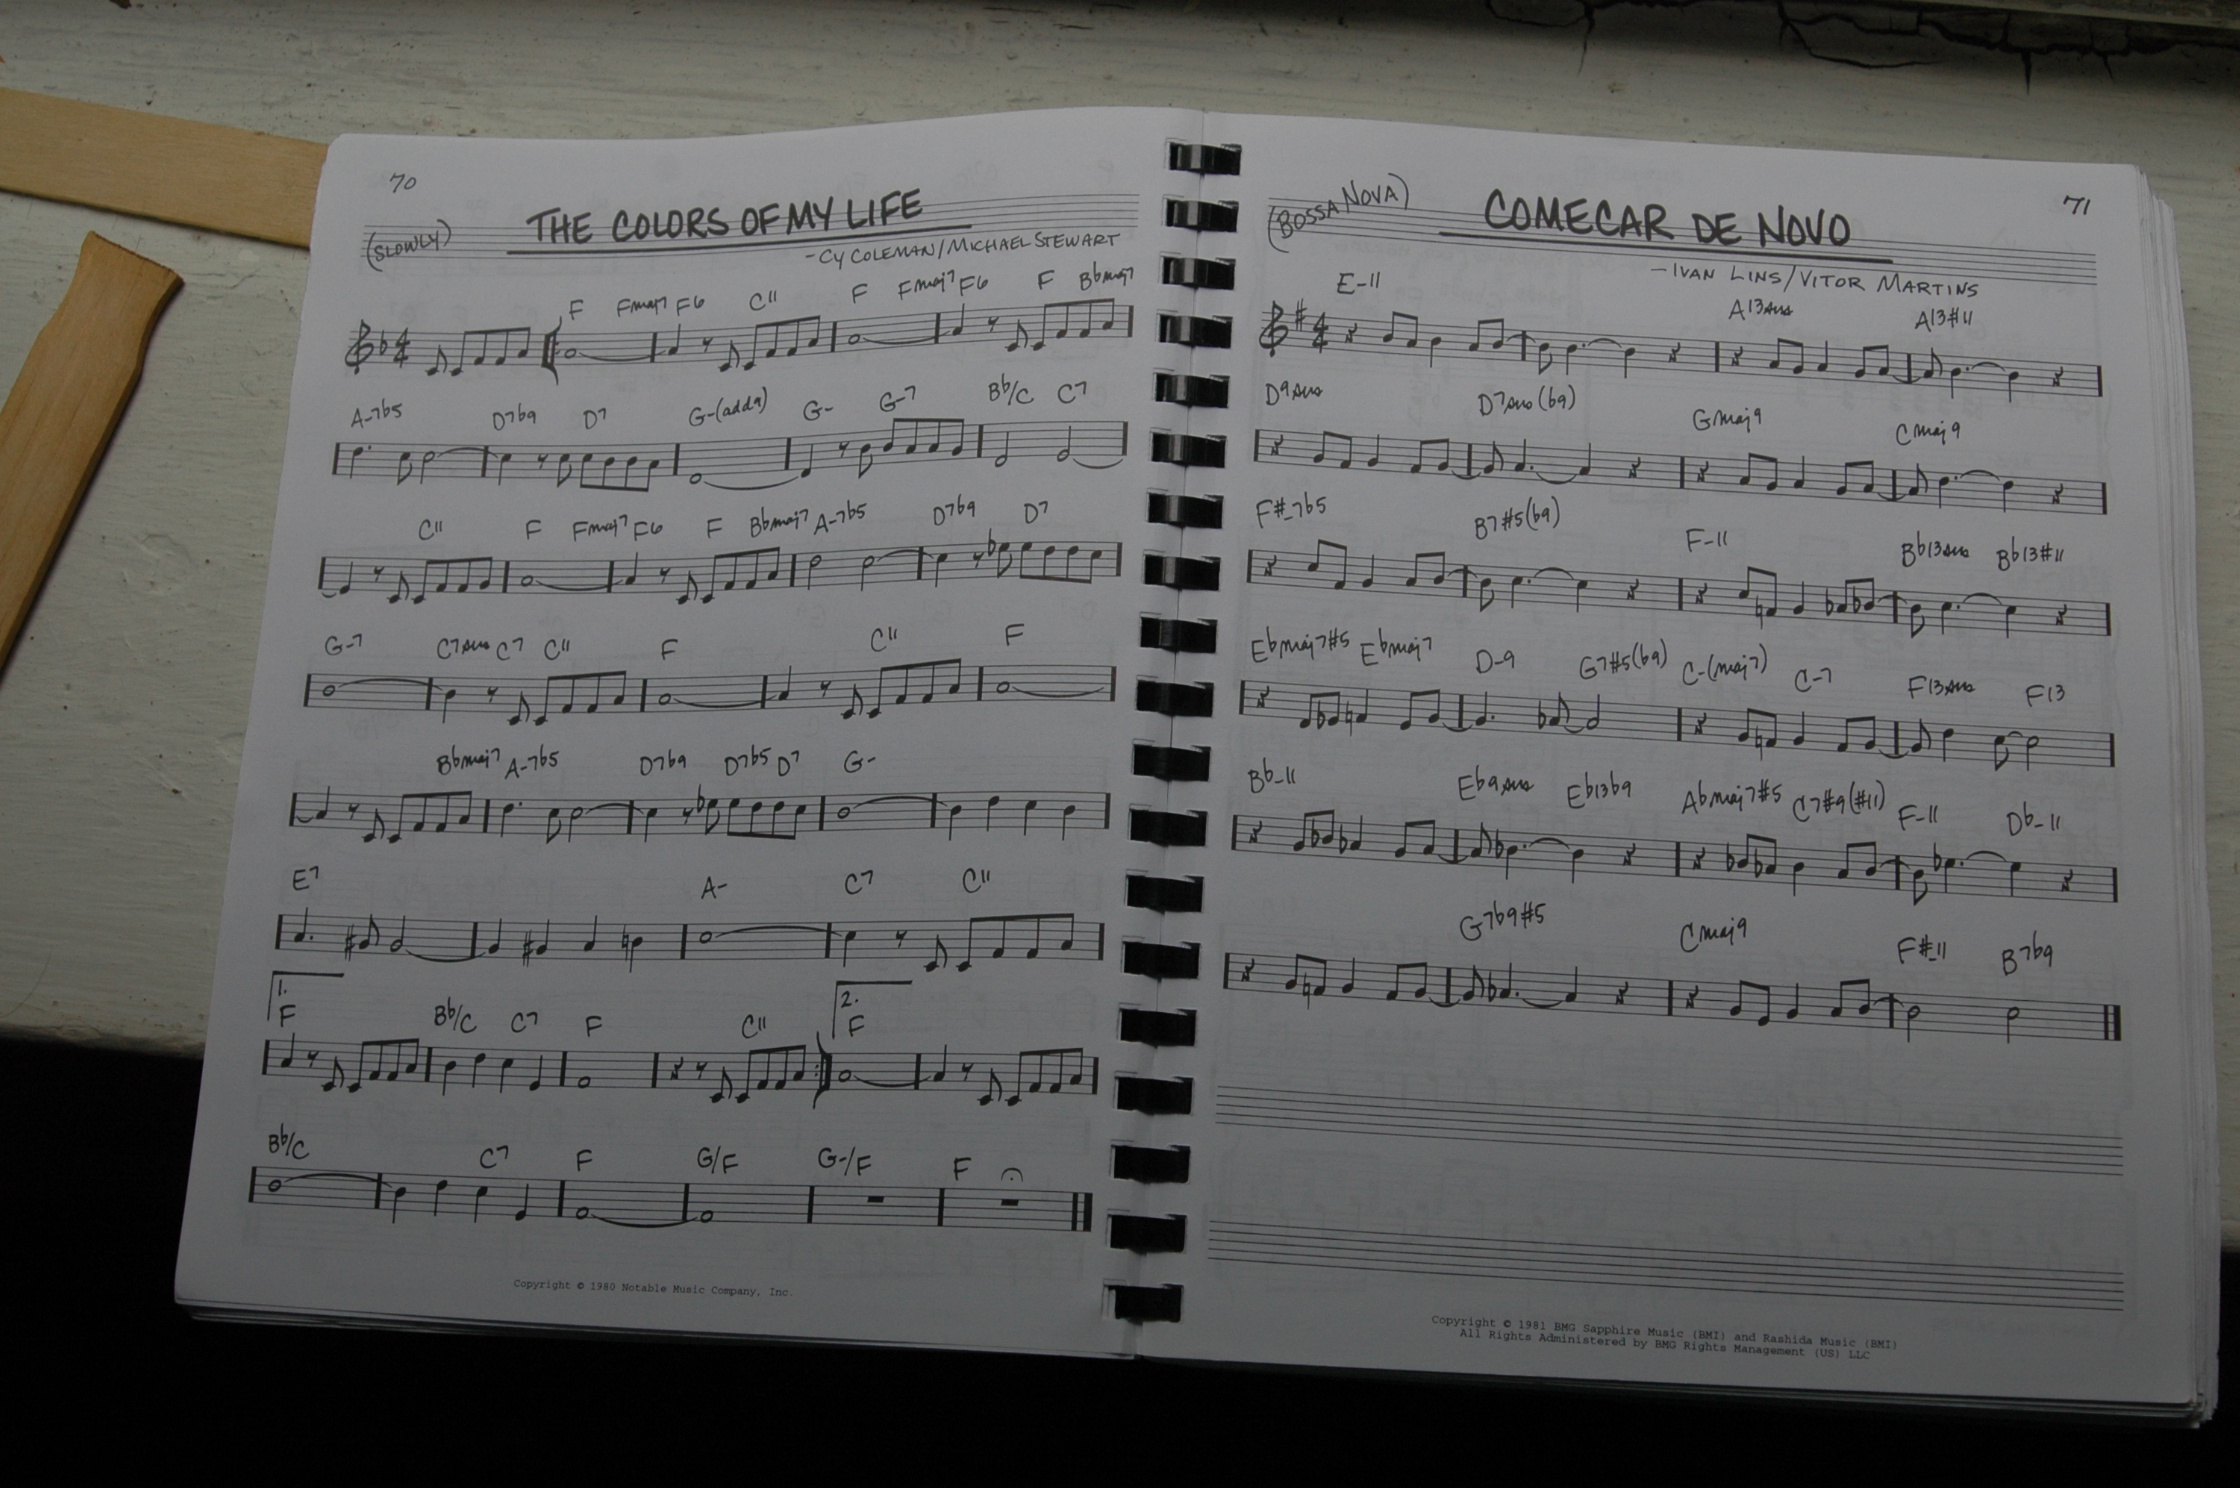 70
THE COLORS OF MY LIFE
(SLOWLY)
-CY COLEMAN/MICHAEL STEWART
F Fmaj7 F6 C11 F Fmaj7 F6 F Bbmaj7
A-7b5 D7b9 D7 G-(add9) G- G-7 Bb/C C7
C11 F Fmaj7 F6 F Bbmaj7 A-7b5 D7b9 D7
G-7 C7sus C7 C11 F C11 F
Bbmaj7 A-7b5 D7b9 D7b5 D7 G-
E7 A- C7 C11
1. 2.
F Bb/C C7 F C11 F
Bb/C C7 F G/F G-/F F
Copyright © 1980 Notable Music Company, Inc.
71
(BOSSA NOVA)
COMECAR DE NOVO
-IVAN LINS/VITOR MARTINS
E-11 A13sus A13#11
D9sus D7sus(b9) Gmaj9 Cmaj9
F#-7b5 B7#5(b9) F-11 Bb13sus Bb13#11
Ebmaj7#5 Ebmaj7 D-9 G7#5(b9) C-(maj7) C-7 F13sus F13
Bb-11 Eb9sus Eb13b9 Abmaj7#5 C7#9(#11) F-11 Db-11
G7b9#5 Cmaj9 F#-11 B7b9
Copyright © 1981 BMG Sapphire Music (BMI) and Rashida Music (BMI)
All Rights Administered by BMG Rights Management (US) LLC